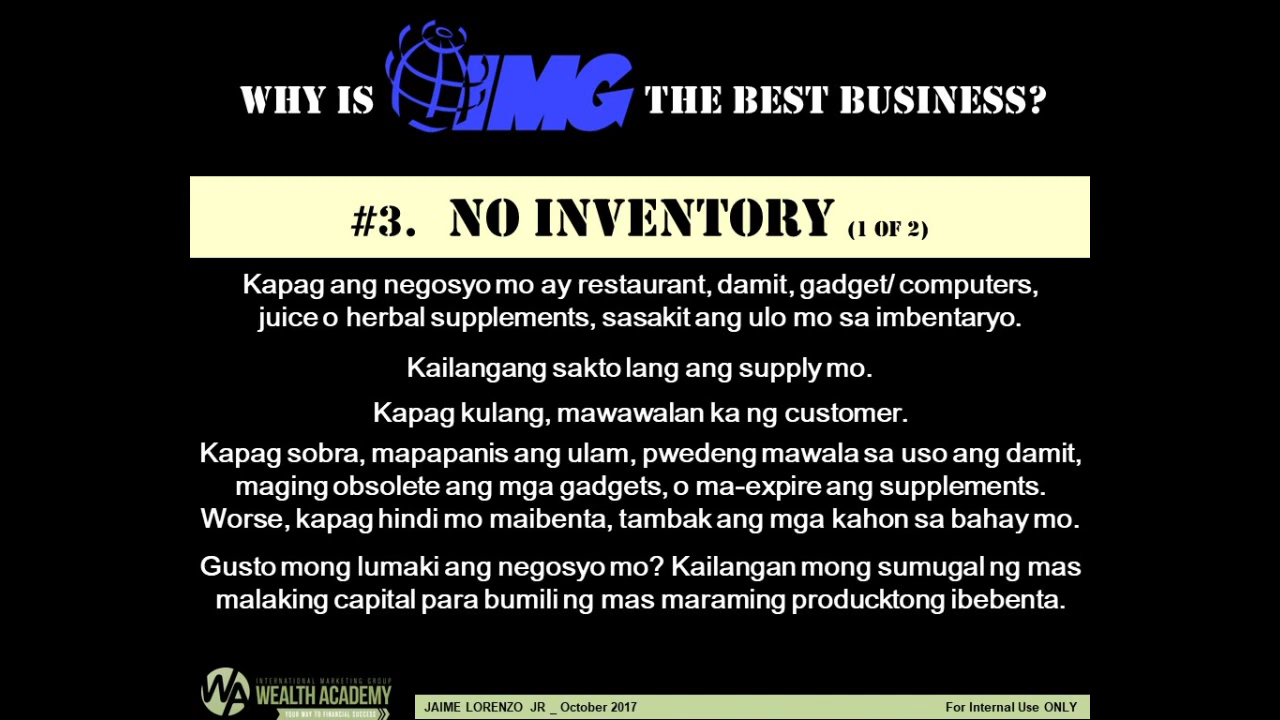 WHY IS IMG THE BEST BUSINESS?
#3. NO INVENTORY (1 OF 2)
Kapag ang negosyo mo ay restaurant, damit, gadget/ computers,
juice o herbal supplements, sasakit ang ulo mo sa imbentaryo.
Kailangang sakto lang ang supply mo.
Kapag kulang, mawawalan ka ng customer.
Kapag sobra, mapapanis ang ulam, pwedeng mawala sa uso ang damit,
maging obsolete ang mga gadgets, o ma-expire ang supplements.
Worse, kapag hindi mo maibenta, tambak ang mga kahon sa bahay mo.
Gusto mong lumaki ang negosyo mo? Kailangan mong sumugal ng mas
malaking capital para bumili ng mas maraming producktong ibebenta.
WA
INTERNATIONAL MARKETING GROUP
WEALTH ACADEMY
YOUR WAY TO FINANCIAL SUCCESS
JAIME LORENZO JR _ October 2017
For Internal Use ONLY